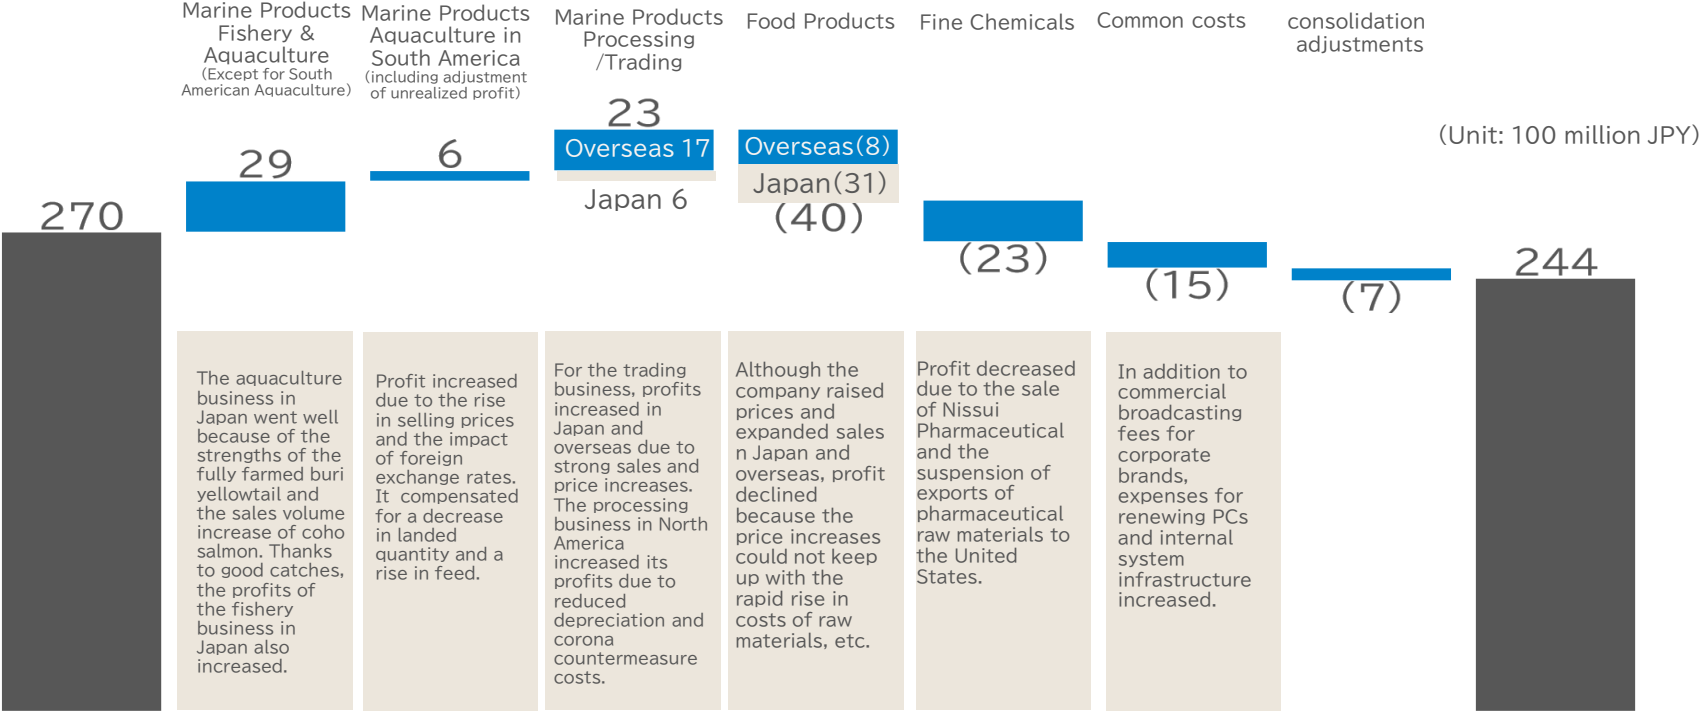 Marine Products
Fishery &
Aquaculture
(Except for South
American Aquaculture)
Marine Products
Aquaculture in
South America
(including adjustment
of unrealized profit)
Marine Products
Processing
/Trading
Food Products
Fine Chemicals
Common costs
consolidation
adjustments
(Unit: 100 million JPY)
270
29
6
23
Overseas 17
Japan 6
Overseas(8)
Japan(31)
(40)
(23)
(15)
(7)
244
The aquaculture
business in
Japan went well
because of the
strengths of the
fully farmed buri
yellowtail and
the sales volume
increase of coho
salmon. Thanks
to good catches,
the profits of
the fishery
business in
Japan also
increased.
Profit increased
due to the rise
in selling prices
and the impact
of foreign
exchange rates.
It compensated
for a decrease
in landed
quantity and a
rise in feed.
For the trading
business, profits
increased in
Japan and
overseas due to
strong sales and
price increases.
The processing
business in North
America
increased its
profits due to
reduced
depreciation and
corona
countermeasure
costs.
Although the
company raised
prices and
expanded sales
n Japan and
overseas, profit
declined
because the
price increases
could not keep
up with the
rapid rise in
costs of raw
materials, etc.
Profit decreased
due to the sale
of Nissui
Pharmaceutical
and the
suspension of
exports of
pharmaceutical
raw materials to
the United
States.
In addition to
commercial
broadcasting
fees for
corporate
brands,
expenses for
renewing PCs
and internal
system
infrastructure
increased.